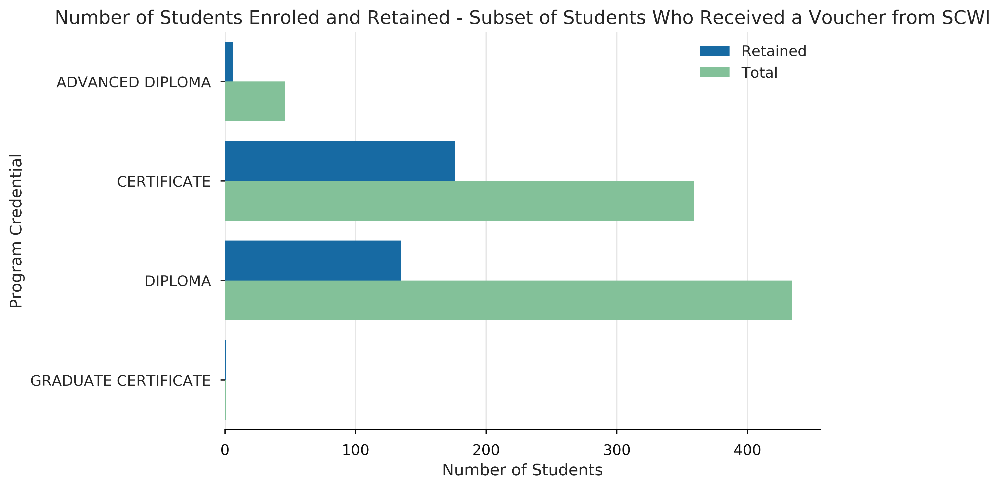 Number of Students Enroled and Retained - Subset of Students Who Received a Voucher from SCWI
Retained
Total
Program Credential
ADVANCED DIPLOMA
CERTIFICATE
DIPLOMA
GRADUATE CERTIFICATE
0 100 200 300 400
Number of Students